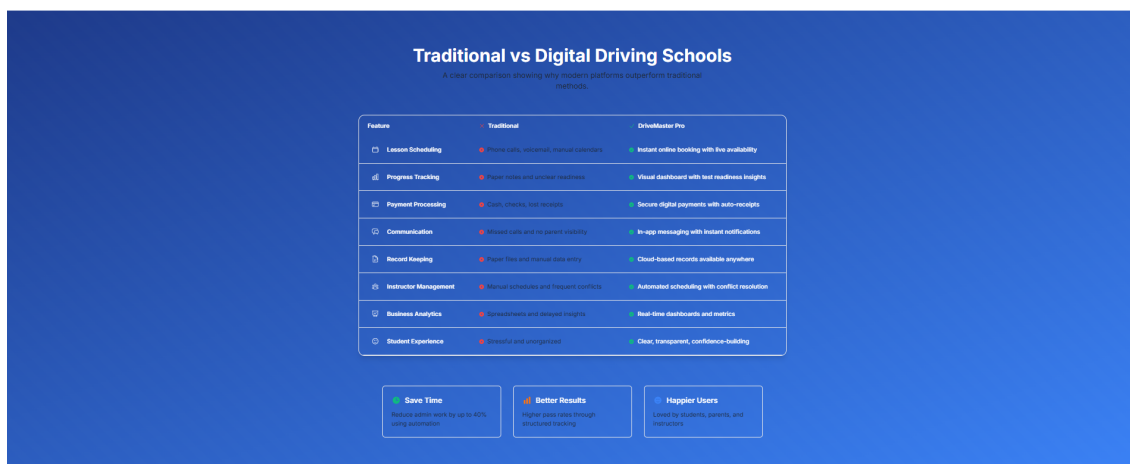 Traditional vs Digital Driving Schools
A clear comparison showing why modern platforms outperform traditional
methods.
Feature Traditional DriveMaster Pro
Lesson Scheduling Phone calls, voicemail, manual calendars Instant online booking with live availability
Progress Tracking Paper notes and unclear readiness Visual dashboard with test readiness insights
Payment Processing Cash, checks, lost receipts Secure digital payments with auto-receipts
Communication Missed calls and no parent visibility In-app messaging with instant notifications
Record Keeping Paper files and manual data entry Cloud-based records available anywhere
Instructor Management Manual schedules and frequent conflicts Automated scheduling with conflict resolution
Business Analytics Spreadsheets and delayed insights Real-time dashboards and metrics
Student Experience Stressful and unorganized Clear, transparent, confidence-building
Save Time
Reduce admin work by up to 40%
using automation
Better Results
Higher pass rates through
structured tracking
Happier Users
Loved by students, parents, and
instructors